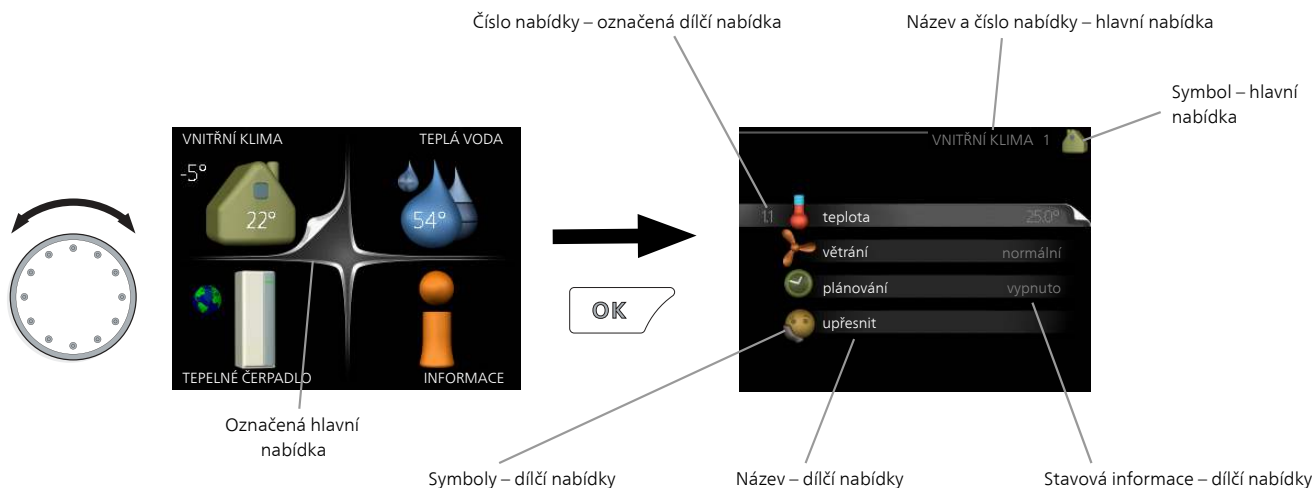 Číslo nabídky – označená dílčí nabídka
Název a číslo nabídky – hlavní nabídka
Symbol – hlavní
nabídka
VNITŘNÍ KLIMA
TEPLÁ VODA
-5°
22°
54°
TEPELNÉ ČERPADLO
INFORMACE
OK
VNITŘNÍ KLIMA 1
1.1 teplota 25.0°
větrání normální
plánování vypnuto
upřesnit
Označená hlavní
nabídka
Symboly – dílčí nabídky
Název – dílčí nabídky
Stavová informace – dílčí nabídky